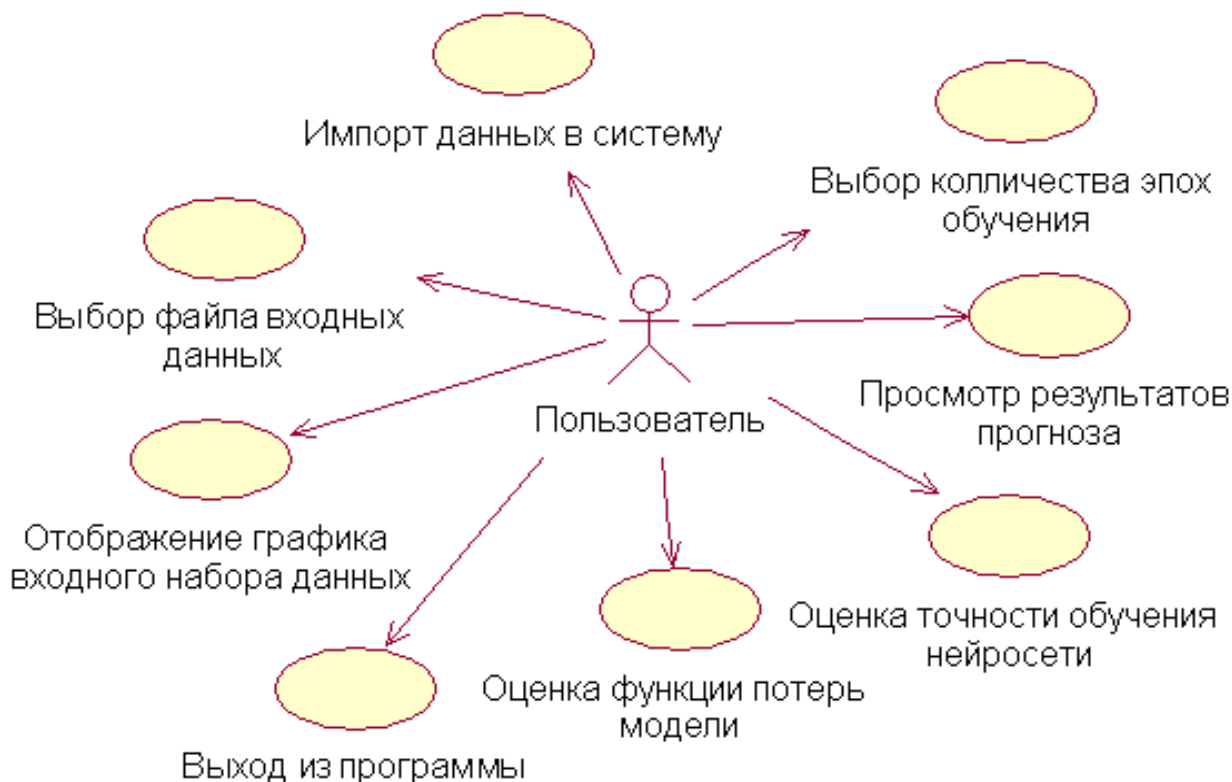 Импорт данных в систему
Выбор колличества эпох
обучения
Выбор файла входных
данных
Просмотр результатов
прогноза
Пользователь
Отображение графика
входного набора данных
Оценка точности обучения
нейросети
Оценка функции потерь
модели
Выход из программы